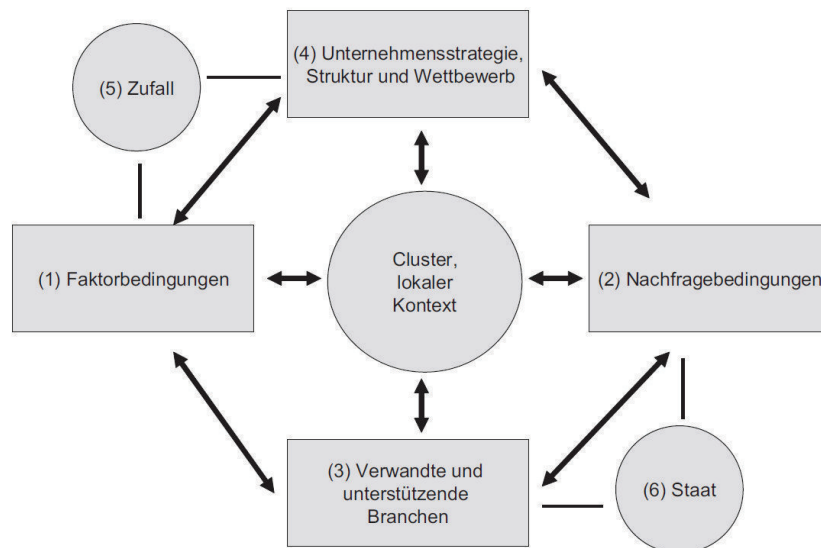 (4) Unternehmensstrategie,
Struktur und Wettbewerb
(5) Zufall
(1) Faktorbedingungen
Cluster,
lokaler
Kontext
(2) Nachfragebedingungen
(3) Verwandte und
unterstützende
Branchen
(6) Staat